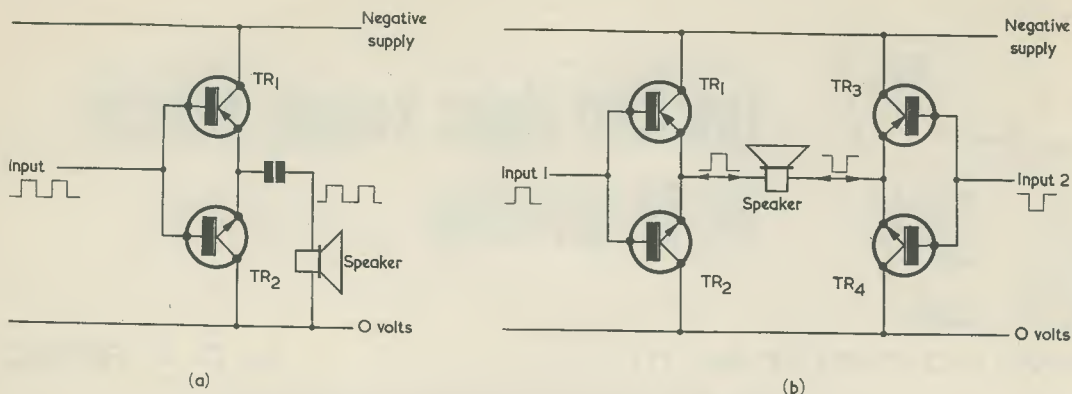 Negative
supply
TR1
Input
TR2
Speaker
O volts
(a)
Negative
supply
TR1
TR3
Input 1
Speaker
Input 2
TR2
TR4
O volts
(b)